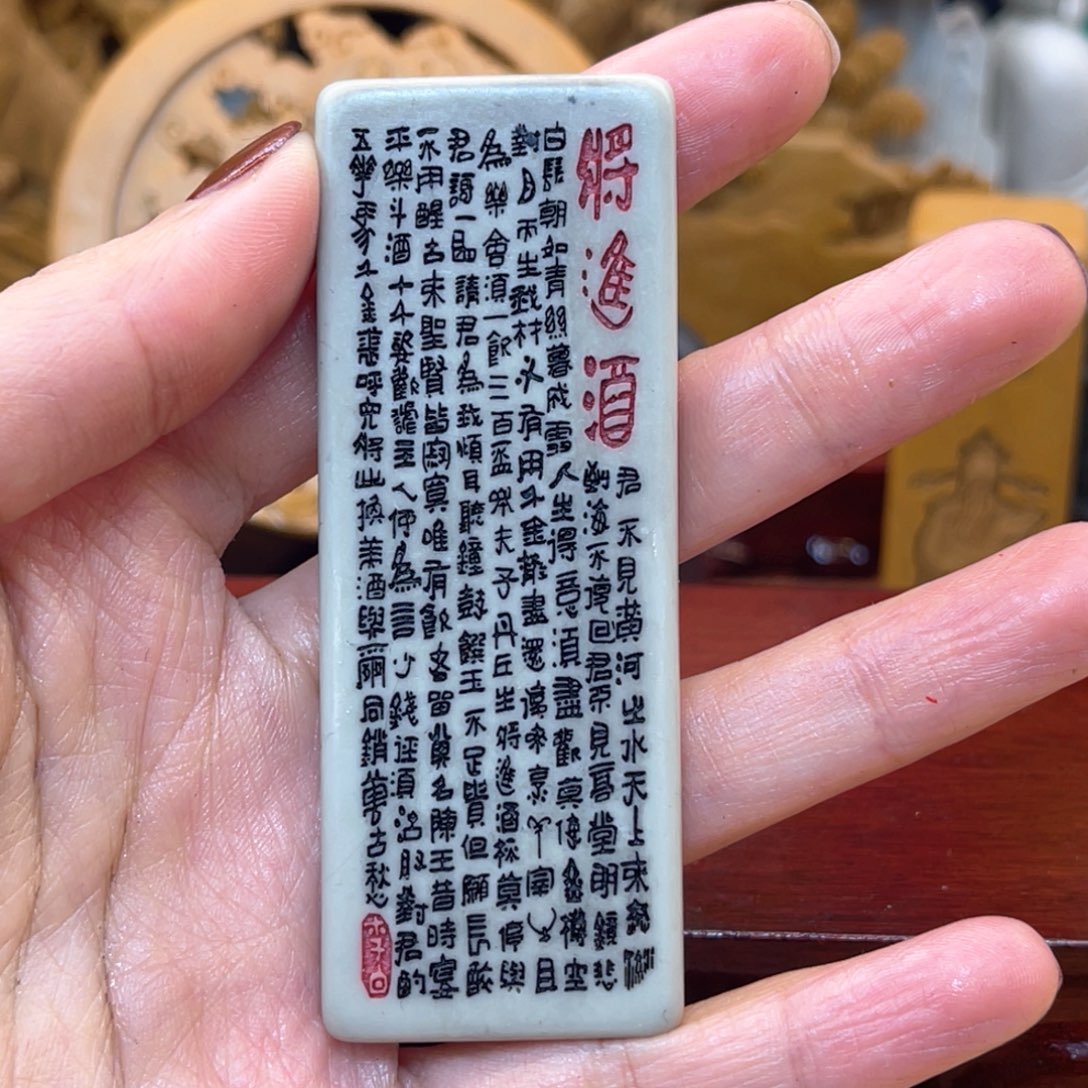 將進酒
君不見黃河之水天上來奔流
到海不復回君不見高堂明鏡悲
白髮朝如青絲暮成雪人生得意須盡歡莫使金樽空
對月天生我材必有用千金散盡還復來烹羊宰牛且
為樂會須一飲三百盃岑夫子丹丘生將進酒杯莫停與
君謌一曲請君為我傾耳聽鐘鼓饌玉不足貴但願長醉
不用醒古來聖賢皆寂寞唯有飲者留其名陳王昔時宴
平樂斗酒十千恣歡謔主人何為言少錢徑須沽取對君酌
五華馬千金裘呼兒將出換美酒與爾同銷萬古愁